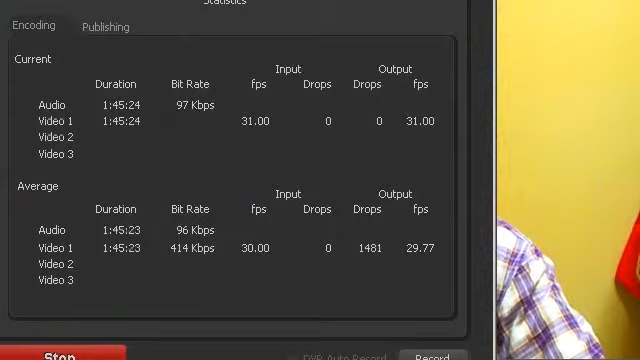 Statistics
Encoding
Publishing
Current
Input Output
Duration Bit Rate fps Drops Drops fps
Audio 1:45:24 97 Kbps
Video 1 1:45:24 31.00 0 0 31.00
Video 2
Video 3
Average
Input Output
Duration Bit Rate fps Drops Drops fps
Audio 1:45:23 96 Kbps
Video 1 1:45:23 414 Kbps 30.00 0 1481 29.77
Video 2
Video 3
Stop DVR Auto Record Record